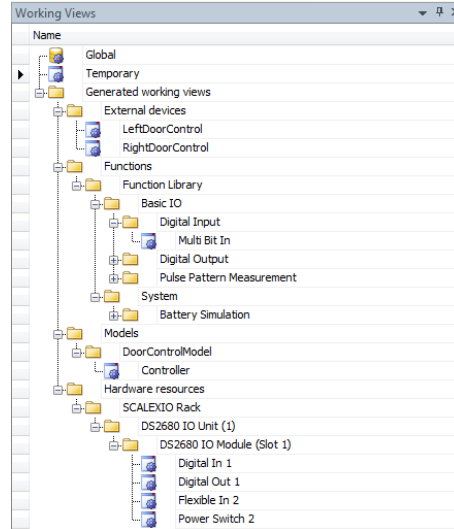 Working Views
Name
Global
Temporary
Generated working views
External devices
LeftDoorControl
RightDoorControl
Functions
Function Library
Basic IO
Digital Input
Multi Bit In
Digital Output
Pulse Pattern Measurement
System
Battery Simulation
Models
DoorControlModel
Controller
Hardware resources
SCALEXIO Rack
DS2680 IO Unit (1)
DS2680 IO Module (Slot 1)
Digital In 1
Digital Out 1
Flexible In 2
Power Switch 2